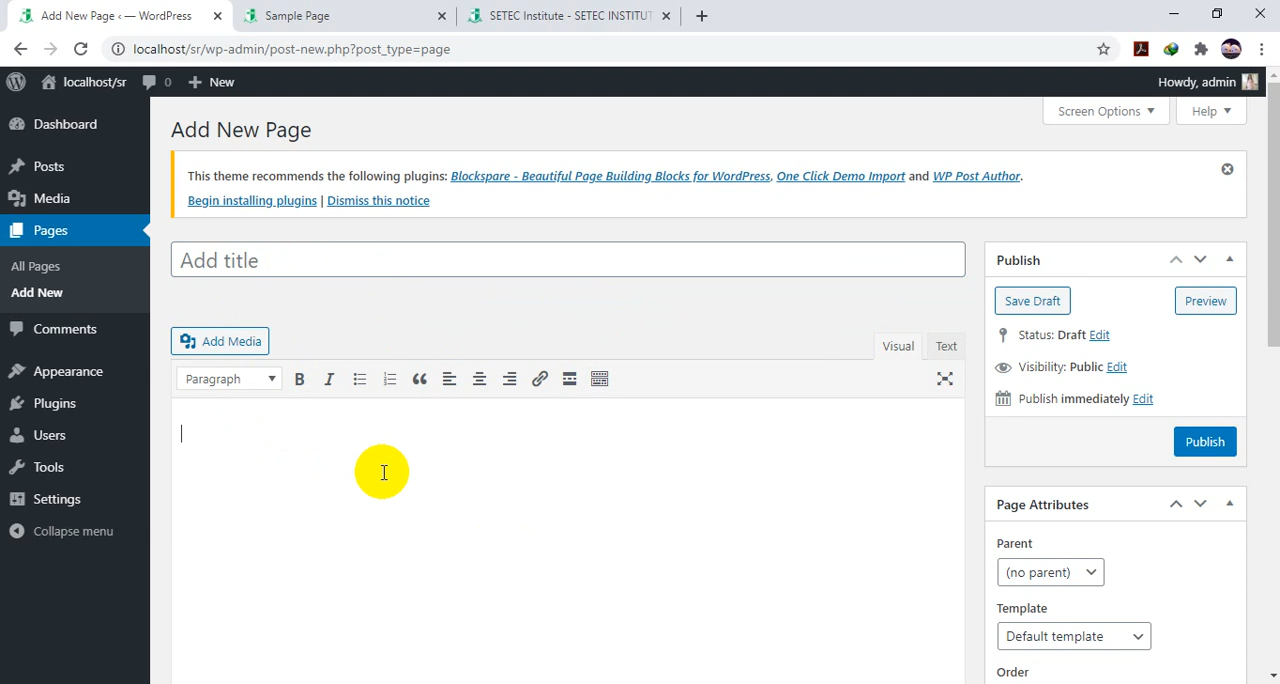 Add New Page ‹ — WordPress
Sample Page
SETEC Institute - SETEC INSTITUT
localhost/sr/wp-admin/post-new.php?post_type=page
localhost/sr
0
New
Howdy, admin
Dashboard
Posts
Media
Pages
All Pages
Add New
Comments
Appearance
Plugins
Users
Tools
Settings
Collapse menu
Screen Options
Help
Add New Page
This theme recommends the following plugins: Blockspare - Beautiful Page Building Blocks for WordPress, One Click Demo Import and WP Post Author.
Begin installing plugins | Dismiss this notice
Add title
Add Media
Visual
Text
Paragraph
B
I
Publish
Save Draft
Preview
Status: Draft Edit
Visibility: Public Edit
Publish immediately Edit
Publish
Page Attributes
Parent
(no parent)
Template
Default template
Order